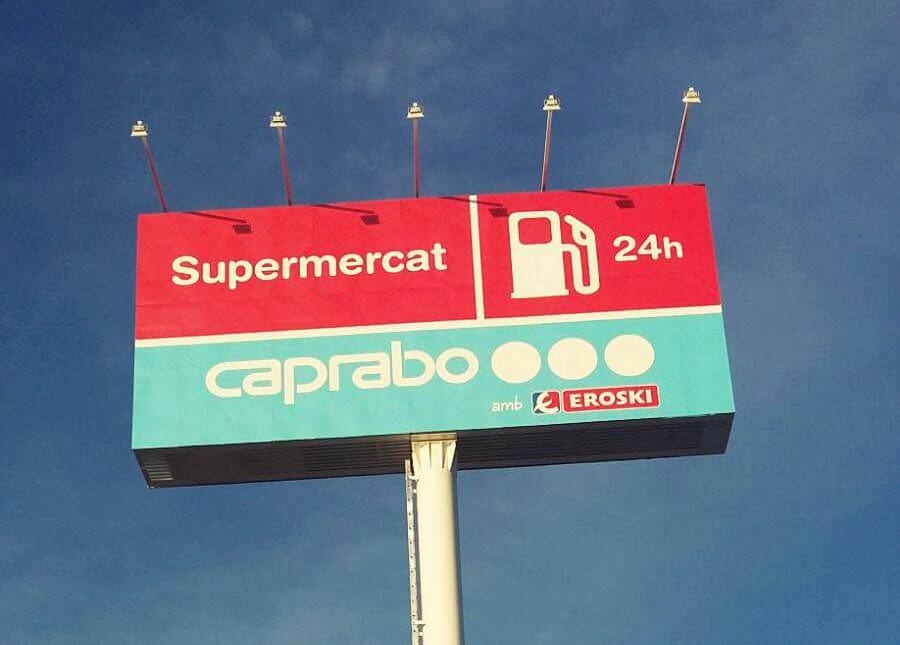 Supermercat
24h
caprabo
amb EROSKI